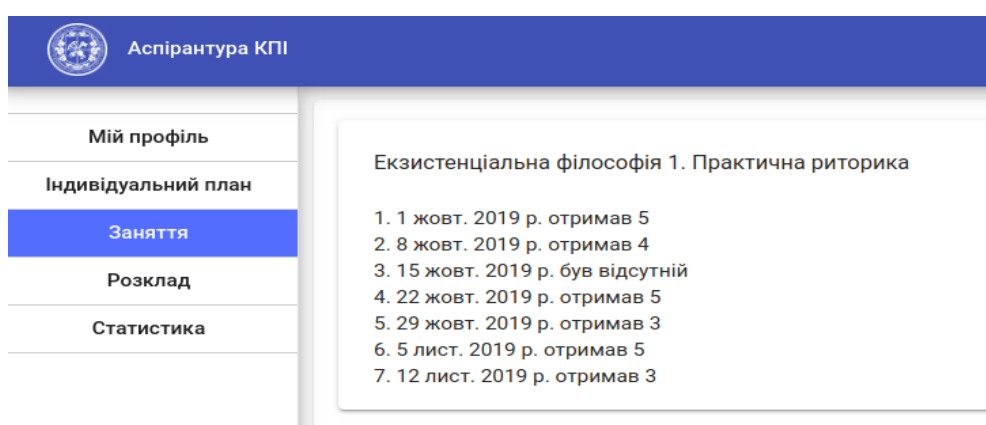 Аспірантура КПІ
Мій профіль
Індивідуальний план
Заняття
Розклад
Статистика
Екзистенціальна філософія 1. Практична риторика
1. 1 жовт. 2019 р. отримав 5
2. 8 жовт. 2019 р. отримав 4
3. 15 жовт. 2019 р. був відсутній
4. 22 жовт. 2019 р. отримав 5
5. 29 жовт. 2019 р. отримав 3
6. 5 лист. 2019 р. отримав 5
7. 12 лист. 2019 р. отримав 3